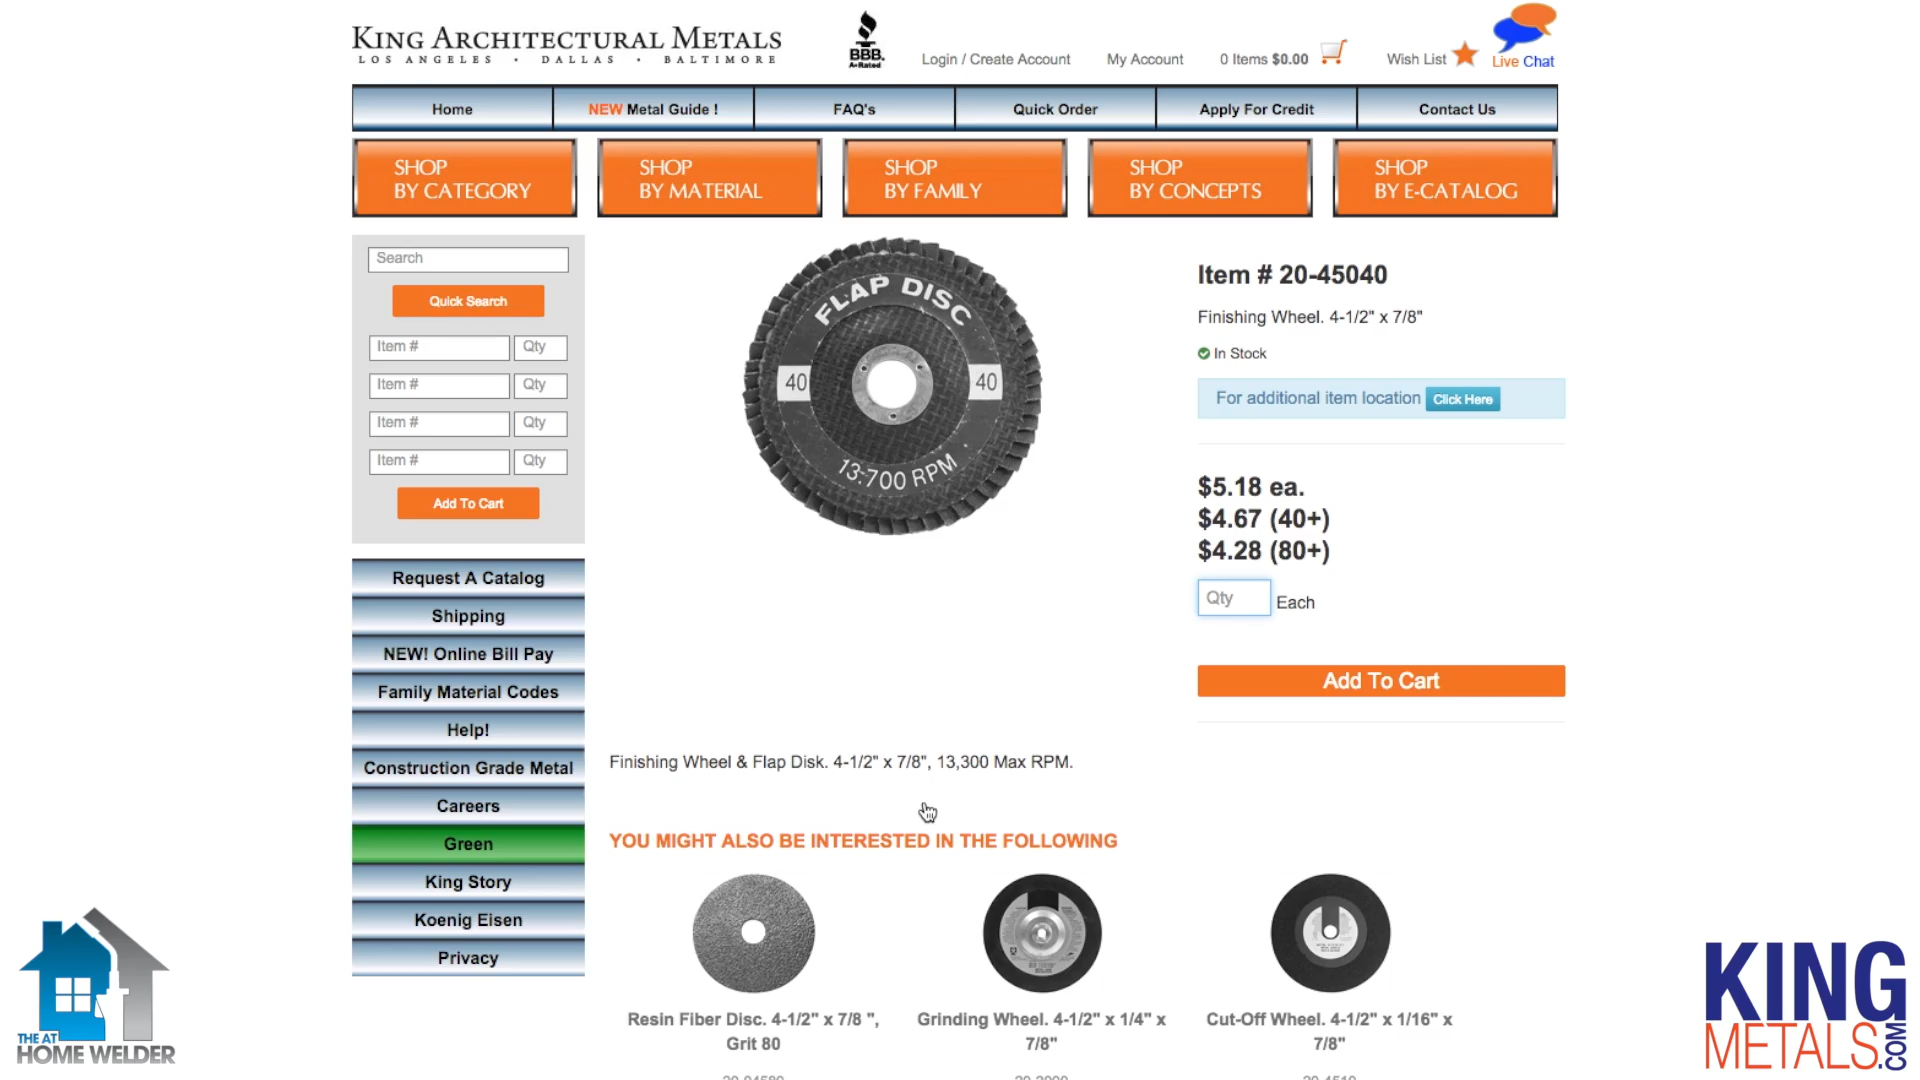 KING ARCHITECTURAL METALS
LOS ANGELES • DALLAS • BALTIMORE
BBB.
A+Rated
Login / Create Account
My Account
0 Items $0.00
Wish List
Live Chat
Home
NEW Metal Guide !
FAQ's
Quick Order
Apply For Credit
Contact Us
SHOP
BY CATEGORY
SHOP
BY MATERIAL
SHOP
BY FAMILY
SHOP
BY CONCEPTS
SHOP
BY E-CATALOG
Search
Quick Search
Item # Qty
Item # Qty
Item # Qty
Item # Qty
Add To Cart
Request A Catalog
Shipping
NEW! Online Bill Pay
Family Material Codes
Help!
Construction Grade Metal
Careers
Green
King Story
Koenig Eisen
Privacy
FLAP DISC
40 40
13:700 RPM
Item # 20-45040
Finishing Wheel. 4-1/2" x 7/8"
In Stock
For additional item location Click Here
$5.18 ea.
$4.67 (40+)
$4.28 (80+)
Qty Each
Add To Cart
Finishing Wheel & Flap Disk. 4-1/2" x 7/8", 13,300 Max RPM.
YOU MIGHT ALSO BE INTERESTED IN THE FOLLOWING
Resin Fiber Disc. 4-1/2" x 7/8 ",
Grit 80
Grinding Wheel. 4-1/2" x 1/4" x
7/8"
Cut-Off Wheel. 4-1/2" x 1/16" x
7/8"
THE AT
HOME WELDER
KING
METALS.COM